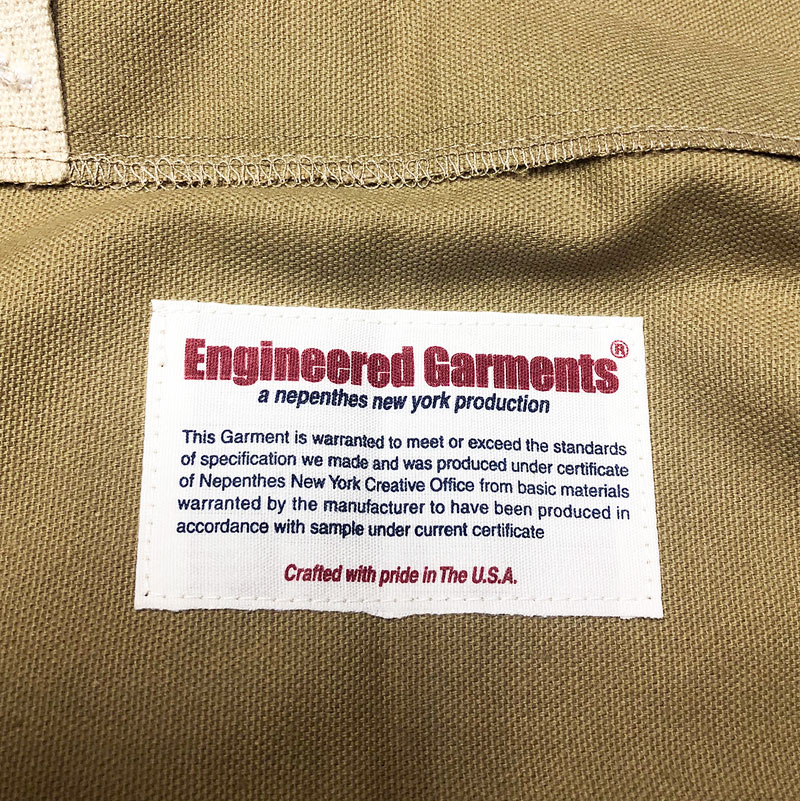 Engineered Garments®
a nepenthes new york production
This Garment is warranted to meet or exceed the standards
of specification we made and was produced under certificate
of Nepenthes New York Creative Office from basic materials
warranted by the manufacturer to have been produced in
accordance with sample under current certificate
Crafted with pride in The U.S.A.